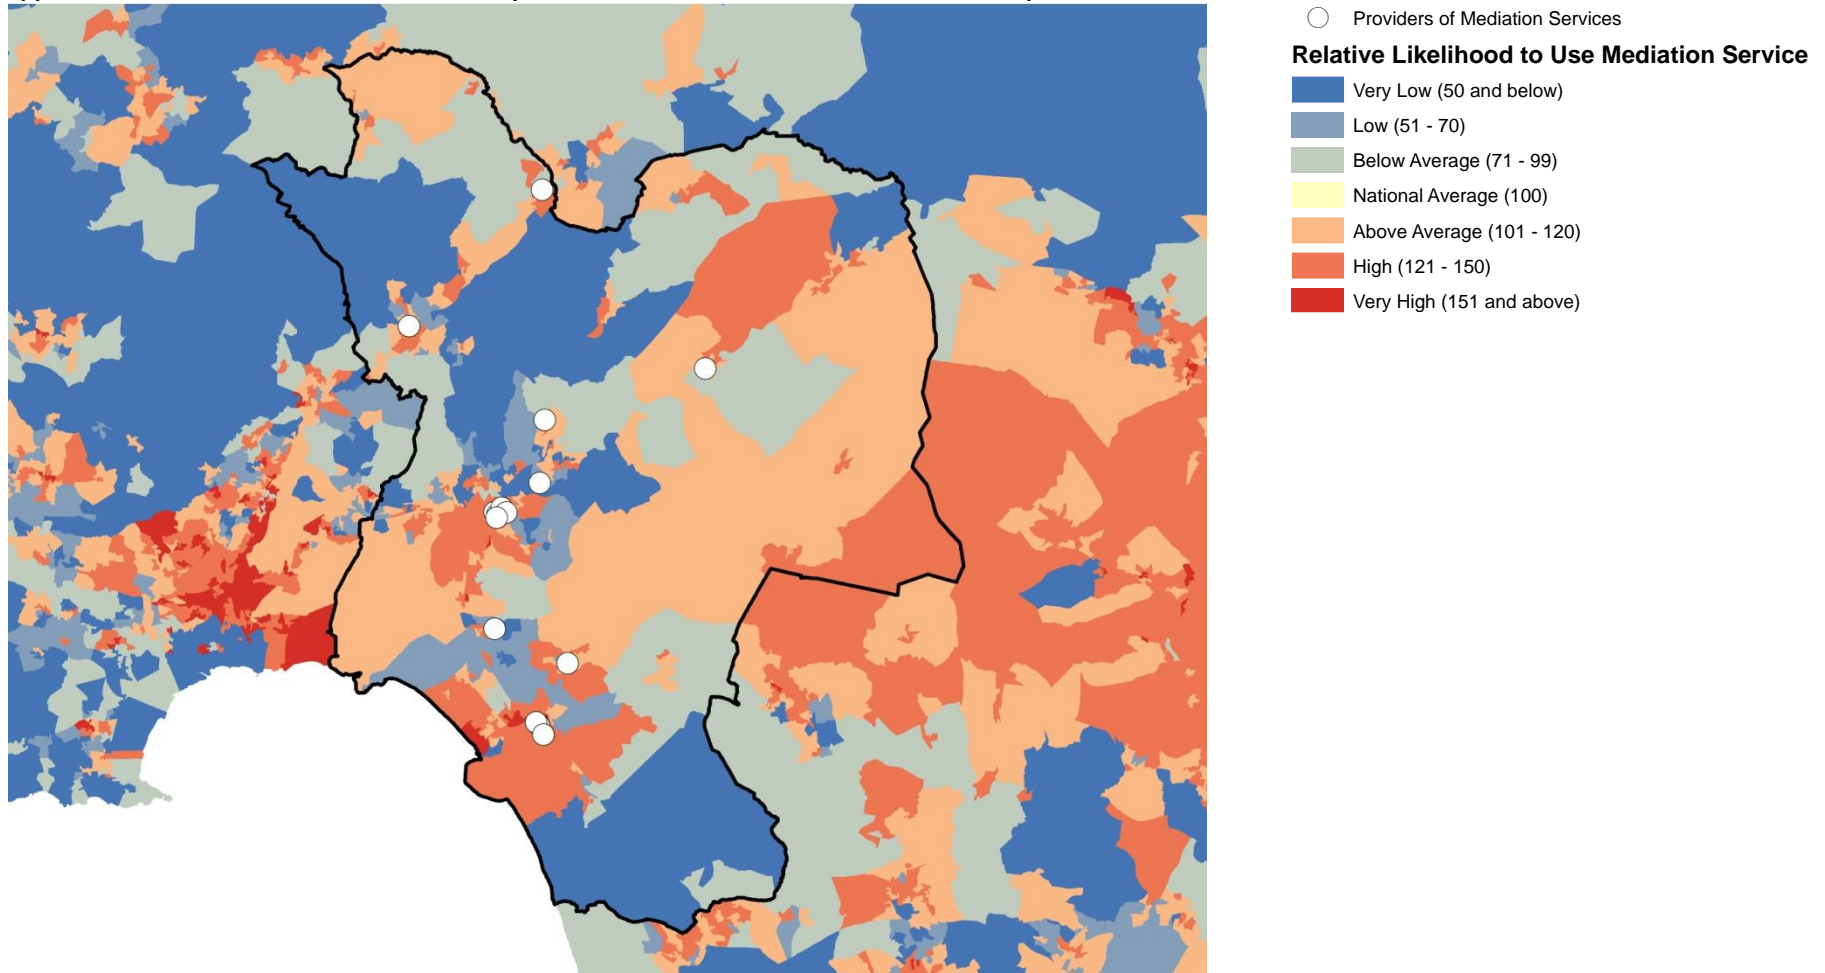 Providers of Mediation Services
Relative Likelihood to Use Mediation Service
Very Low (50 and below)
Low (51 - 70)
Below Average (71 - 99)
National Average (100)
Above Average (101 - 120)
High (121 - 150)
Very High (151 and above)